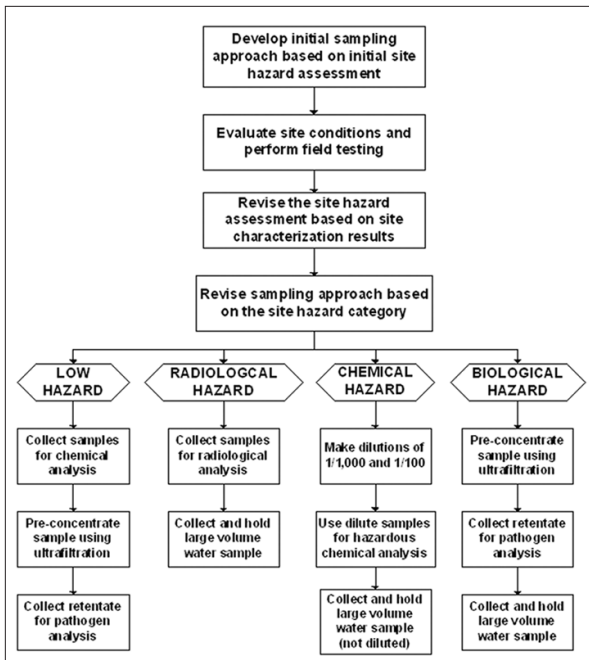 Develop initial sampling
approach based on initial site
hazard assessment
Evaluate site conditions and
perform field testing
Revise the site hazard
assessment based on site
characterization results
Revise sampling approach based
on the site hazard category
LOW
HAZARD
RADIOLOGCAL
HAZARD
CHEMICAL
HAZARD
BIOLOGICAL
HAZARD
Collect samples
for chemical
analysis
Pre-concentrate
sample using
ultrafiltration
Collect retentate
for pathogen
analysis
Collect samples
for radiological
analysis
Collect and hold
large volume
water sample
Make dilutions of
1/1,000 and 1/100
Use dilute samples
for hazardous
chemical analysis
Collect and hold
large volume
water sample
(not diluted)
Pre-concentrate
sample using
ultrafiltration
Collect retentate
for pathogen
analysis
Collect and hold
large volume
water sample